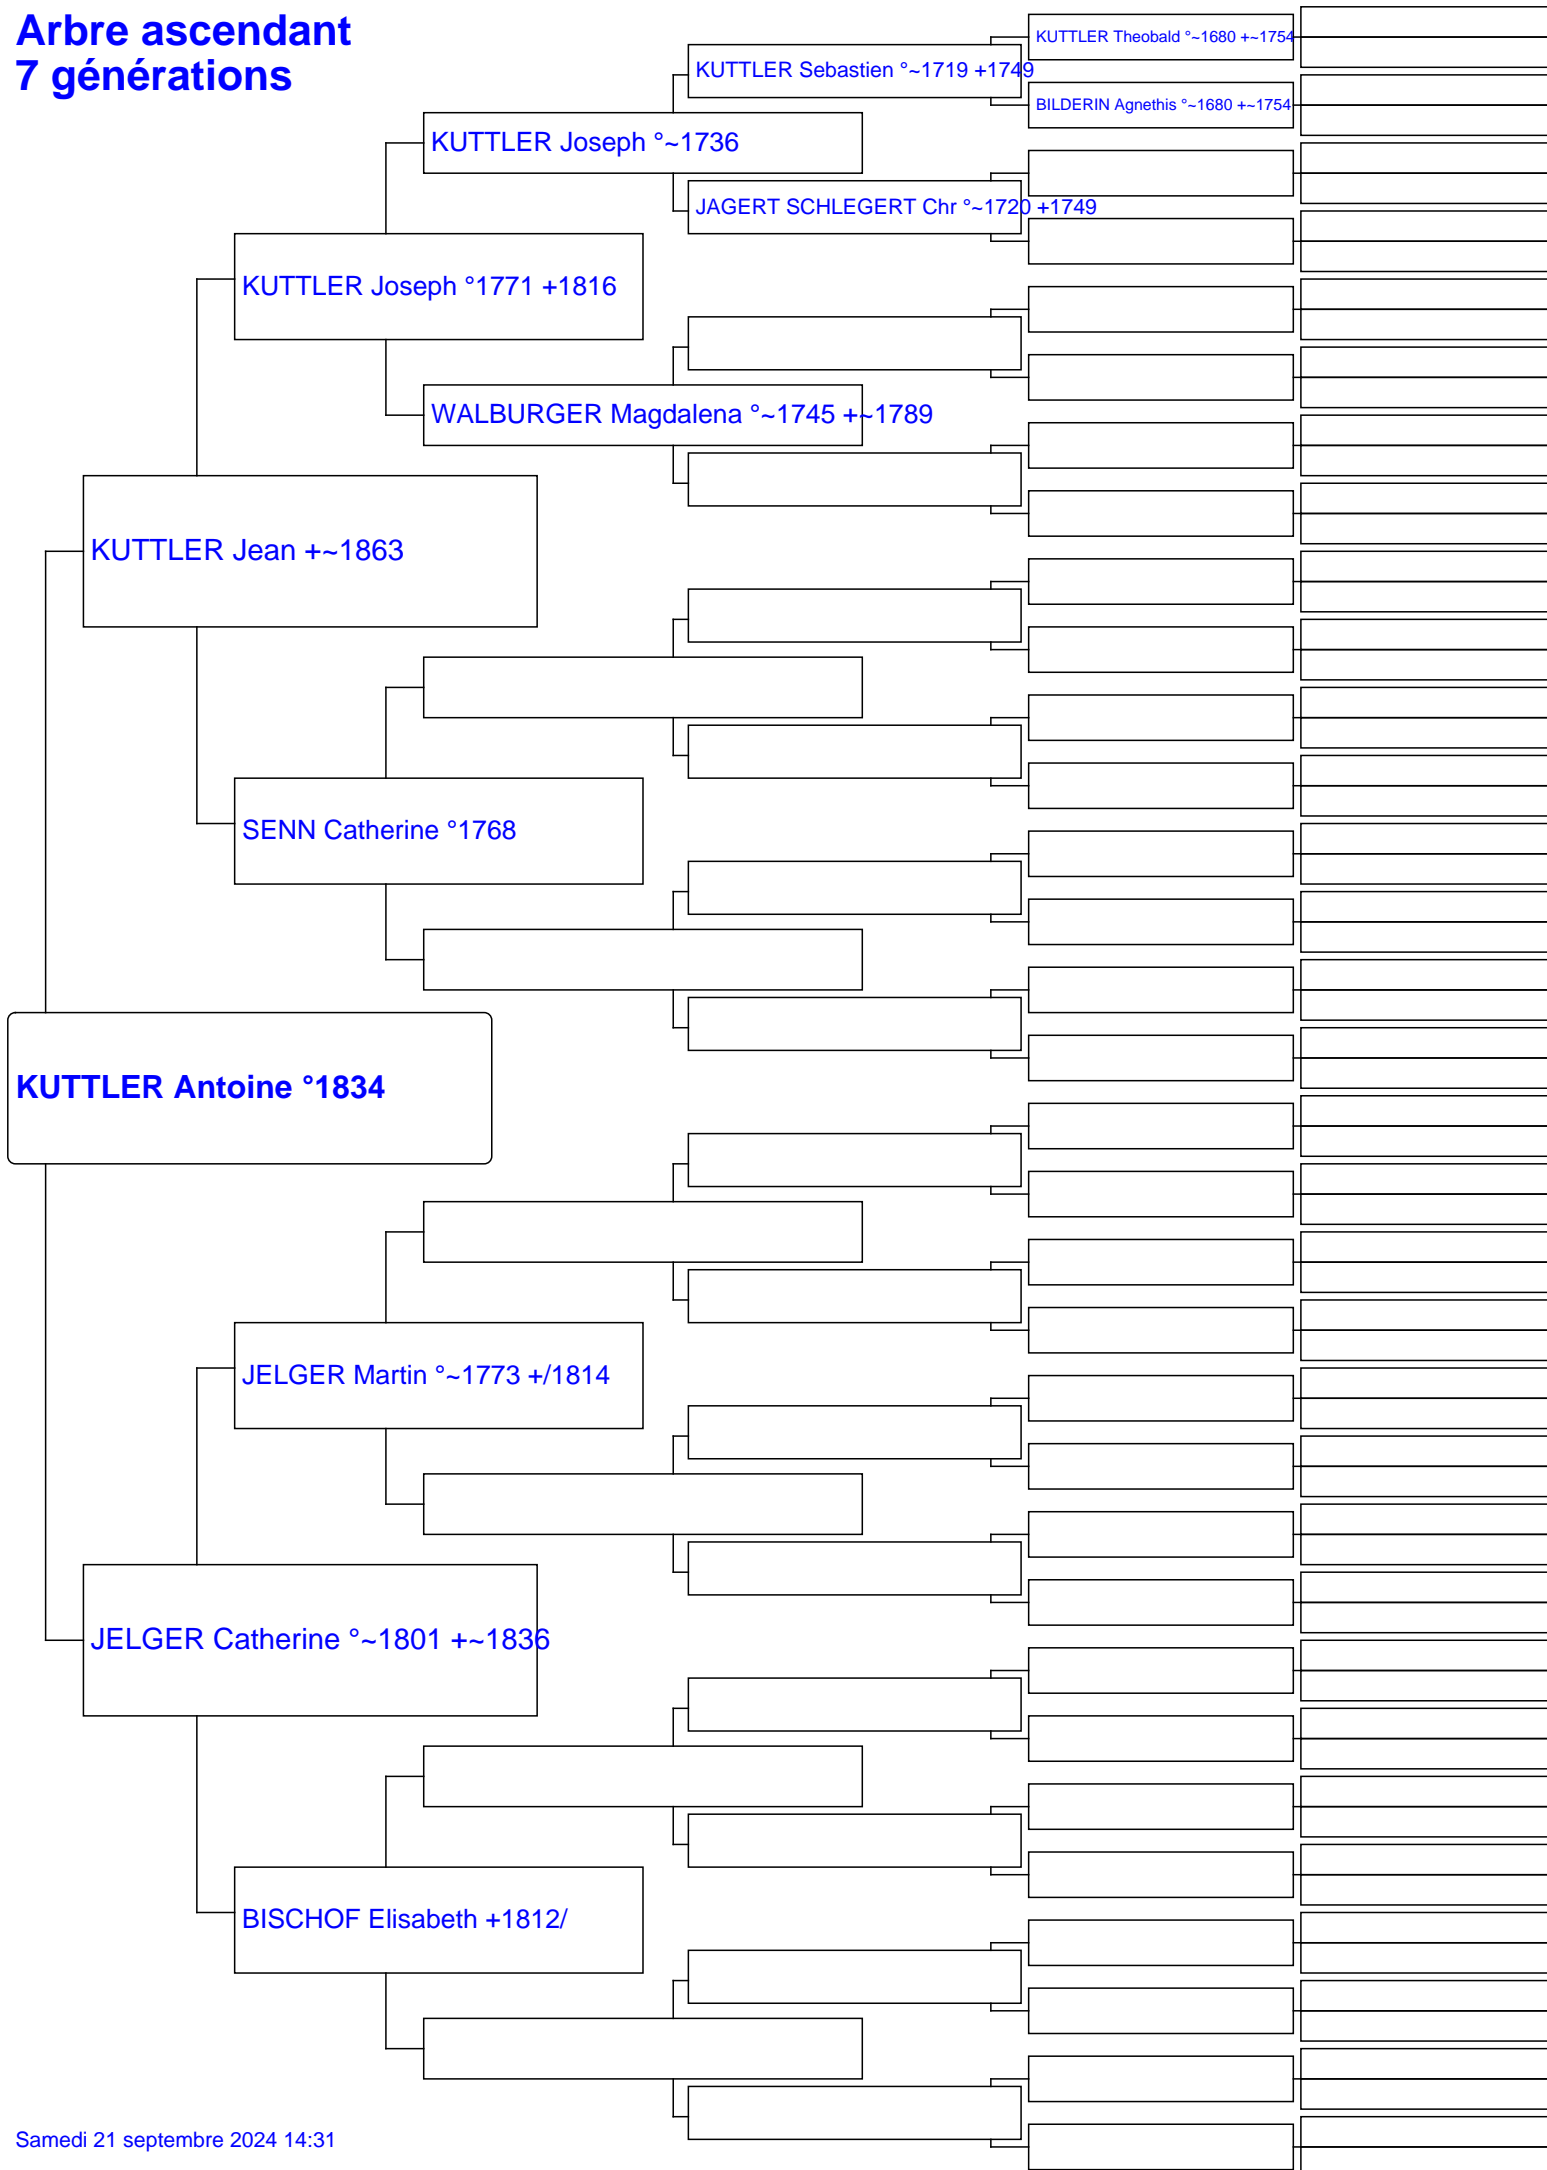 Arbre ascendant
7 générations
KUTTLER Theobald °~1680 +~1754
KUTTLER Sebastien °~1719 +1749
BILDERIN Agnethis °~1680 +~1754
KUTTLER Joseph °~1736
JAGERT SCHLEGERT Chr °~1720 +1749
KUTTLER Joseph °1771 +1816
WALBURGER Magdalena °~1745 +~1789
KUTTLER Jean +~1863
SENN Catherine °1768
KUTTLER Antoine °1834
JELGER Martin °~1773 +/1814
JELGER Catherine °~1801 +~1836
BISCHOF Elisabeth +1812/
Samedi 21 septembre 2024 14:31